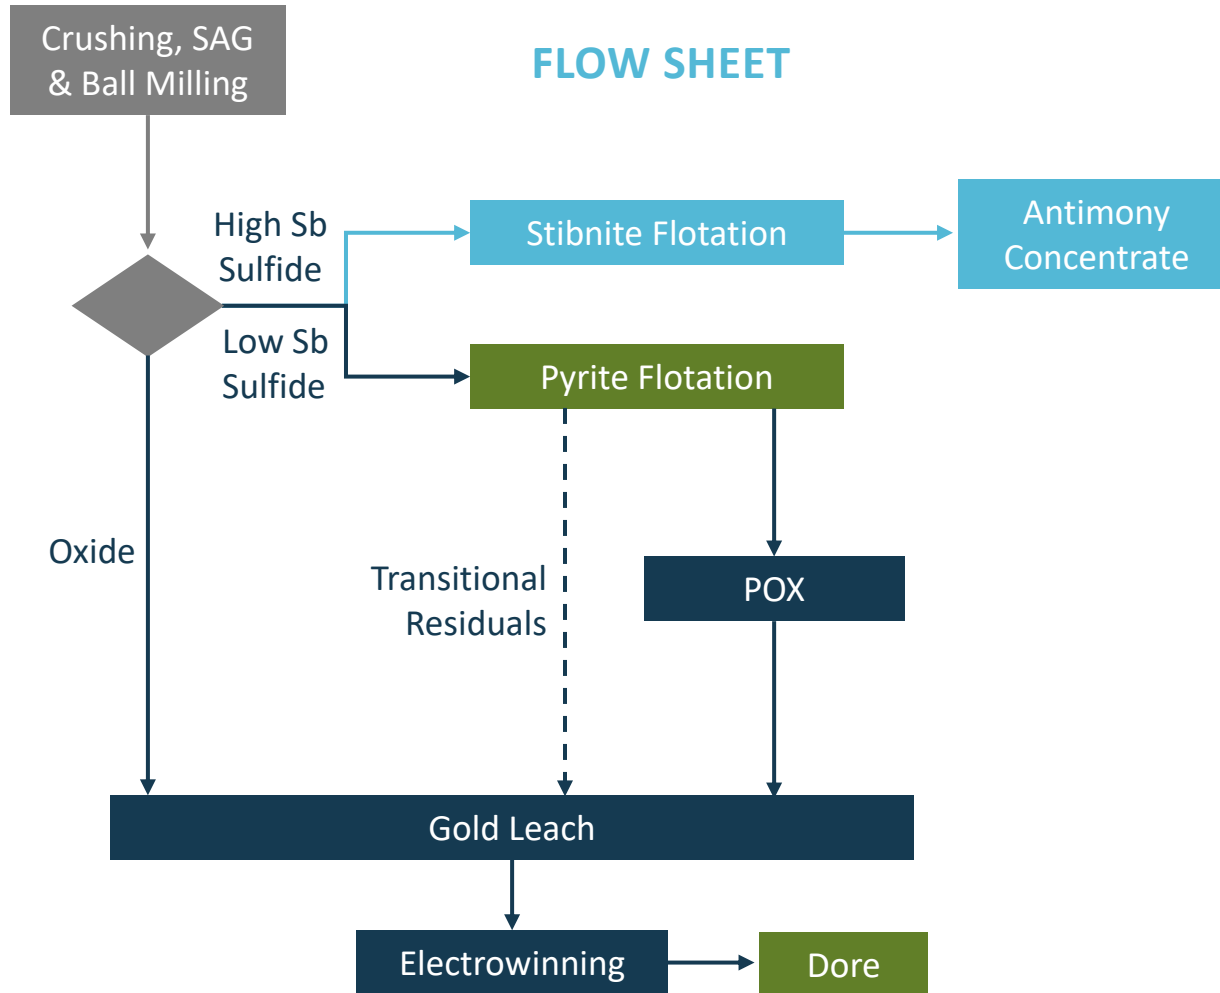 Crushing, SAG
& Ball Milling
FLOW SHEET
High Sb
Sulfide
Stibnite Flotation
Antimony
Concentrate
Low Sb
Sulfide
Pyrite Flotation
Oxide
Transitional
Residuals
POX
Gold Leach
Electrowinning
Dore